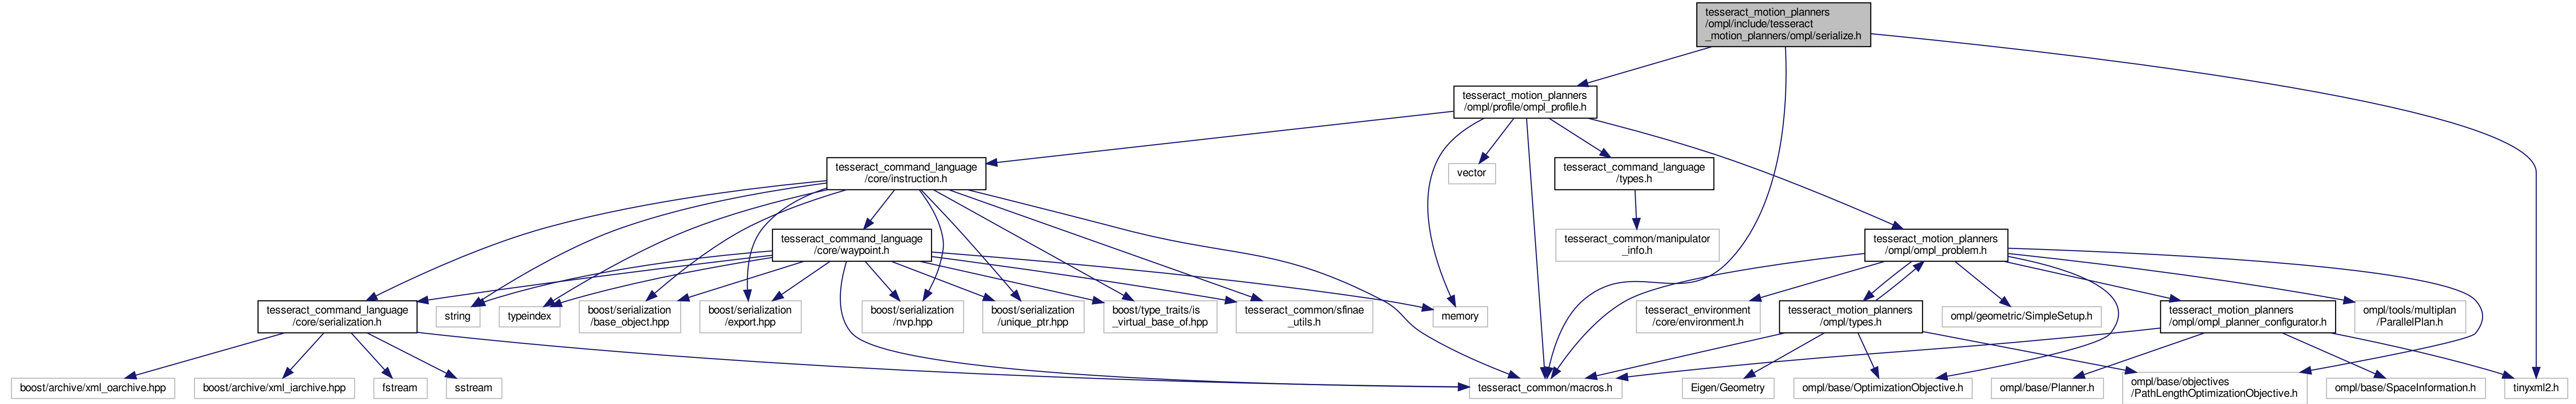 tesseract_motion_planners
/ompl/include/tesseract
_motion_planners/ompl/serialize.h
tesseract_motion_planners
/ompl/profile/ompl_profile.h
tesseract_command_language
/core/instruction.h
vector
tesseract_command_language
/types.h
tesseract_command_language
/core/waypoint.h
tesseract_common/manipulator
_info.h
tesseract_motion_planners
/ompl/ompl_problem.h
tesseract_command_language
/core/serialization.h
string
typeindex
boost/serialization
/base_object.hpp
boost/serialization
/export.hpp
boost/serialization
/nvp.hpp
boost/serialization
/unique_ptr.hpp
boost/type_traits/is
_virtual_base_of.hpp
tesseract_common/sfinae
_utils.h
memory
tesseract_environment
/core/environment.h
tesseract_motion_planners
/ompl/types.h
ompl/geometric/SimpleSetup.h
tesseract_motion_planners
/ompl/ompl_planner_configurator.h
ompl/tools/multiplan
/ParallelPlan.h
boost/archive/xml_oarchive.hpp
boost/archive/xml_iarchive.hpp
fstream
sstream
tesseract_common/macros.h
Eigen/Geometry
ompl/base/OptimizationObjective.h
ompl/base/Planner.h
ompl/base/objectives
/PathLengthOptimizationObjective.h
ompl/base/SpaceInformation.h
tinyxml2.h